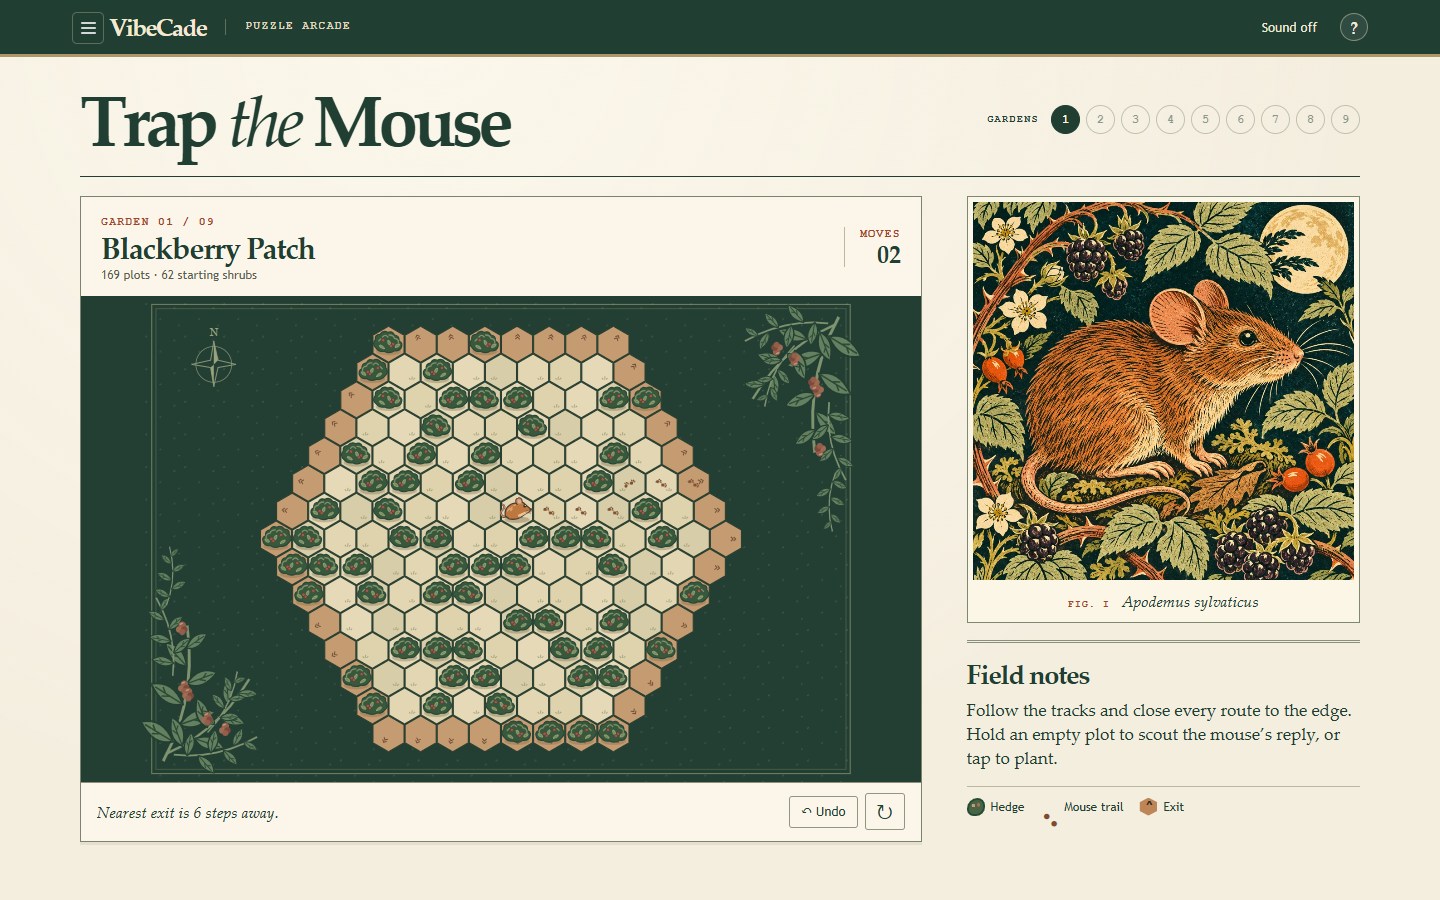 VibeCade
PUZZLE ARCADE
Sound off
?
Trap the Mouse
GARDENS 1 2 3 4 5 6 7 8 9
GARDEN 01 / 09
Blackberry Patch
169 plots · 62 starting shrubs
MOVES
02
N
Nearest exit is 6 steps away.
↶ Undo
↻
FIG. I Apodemus sylvaticus
Field notes
Follow the tracks and close every route to the edge.
Hold an empty plot to scout the mouse’s reply, or
tap to plant.
Hedge
Mouse trail
Exit